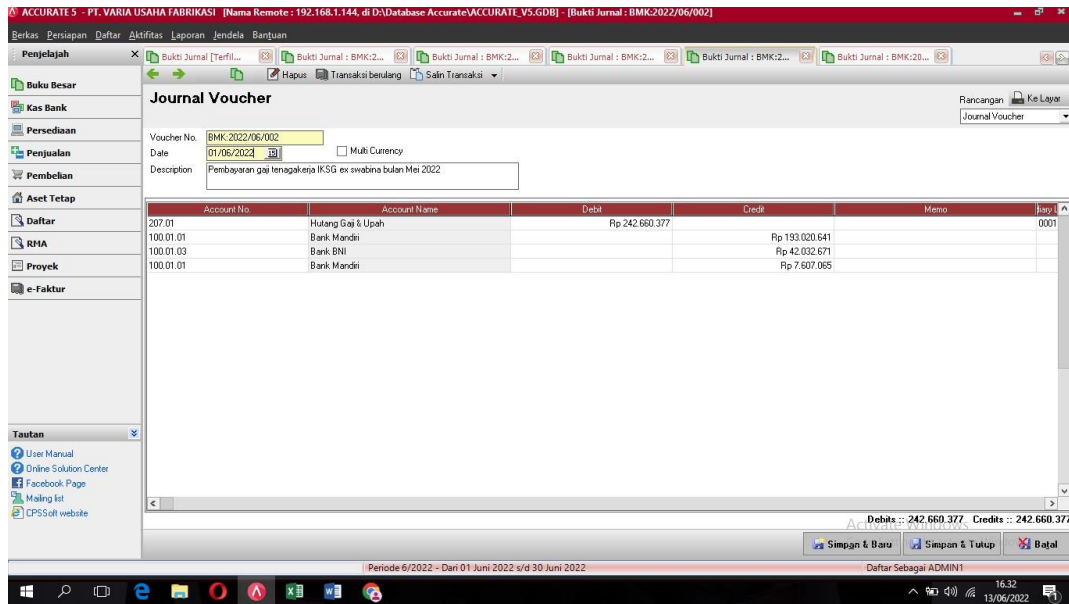 ACCURATE 5 - PT. VARIA USAHA FABRIKASI [Nama Remote : 192.168.1.144, di D:\Database Accurate\ACCURATE_V5.GDB] - [Bukti Jurnal : BMK:2022/06/002]
Berkas Persiapan Daftar Aktifitas Laporan Jendela Bantuan
Penjelajah
Bukti Jurnal [Terfil... Bukti Jurnal : BMK:2... Bukti Jurnal : BMK:2... Bukti Jurnal : BMK:2... Bukti Jurnal : BMK:2... Bukti Jurnal : BMK:20...
Hapus Transaksi berulang Salin Transaksi
Buku Besar
Kas Bank
Persediaan
Penjualan
Pembelian
Aset Tetap
Daftar
RMA
Proyek
e-Faktur
Journal Voucher
Rancangan Ke Layar
Journal Voucher
Voucher No. BMK:2022/06/002
Date 01/06/2022 15 Multi Currency
Description Pembayaran gaji tenagakerja IKSG ex swabina bulan Mei 2022
Account No. Account Name Debit Credit Memo
207.01 Hutang Gaji & Upah Rp 242.660.377 0001
100.01.01 Bank Mandiri Rp 193.020.641
100.01.03 Bank BNI Rp 42.032.671
100.01.01 Bank Mandiri Rp 7.607.065
Tautan
User Manual
Online Solution Center
Facebook Page
Mailing list
CPSSoft website
Debits :: 242.660.377 Credits :: 242.660.377
Activate Windows
Simpan & Baru Simpan & Tutup Batal
Periode 6/2022 - Dari 01 Juni 2022 s/d 30 Juni 2022
Daftar Sebagai ADMIN1
16.32
13/06/2022